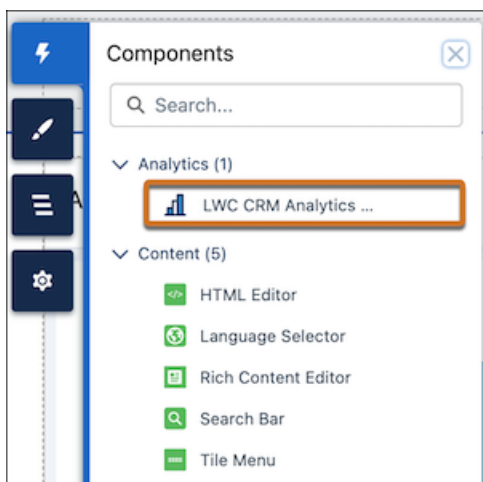 Components
Search...
Analytics (1)
A
LWC CRM Analytics ...
Content (5)
HTML Editor
Language Selector
Rich Content Editor
Search Bar
Tile Menu